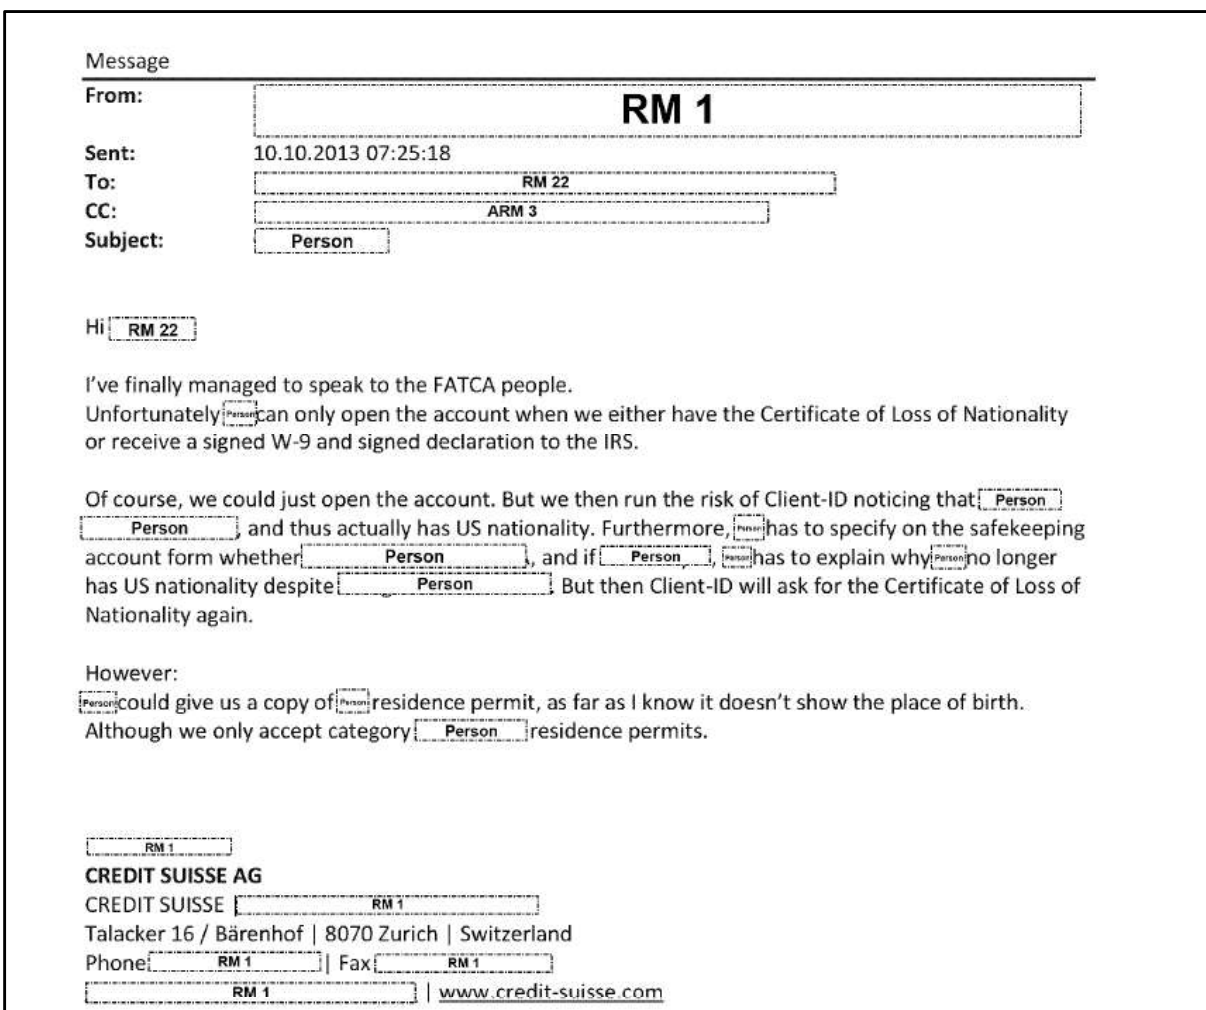 Message
From: RM 1
Sent: 10.10.2013 07:25:18
To: RM 22
CC: ARM 3
Subject: Person
Hi RM 22
I've finally managed to speak to the FATCA people.
Unfortunately Person can only open the account when we either have the Certificate of Loss of Nationality
or receive a signed W-9 and signed declaration to the IRS.
Of course, we could just open the account. But we then run the risk of Client-ID noticing that Person
Person, and thus actually has US nationality. Furthermore, Person has to specify on the safekeeping
account form whether Person, and if Person, Person has to explain why Person no longer
has US nationality despite Person. But then Client-ID will ask for the Certificate of Loss of
Nationality again.
However:
Person could give us a copy of Person residence permit, as far as I know it doesn't show the place of birth.
Although we only accept category Person residence permits.
RM 1
CREDIT SUISSE AG
CREDIT SUISSE | RM 1
Talacker 16 / Bärenhof | 8070 Zurich | Switzerland
Phone RM 1 | Fax RM 1
RM 1 | www.credit-suisse.com